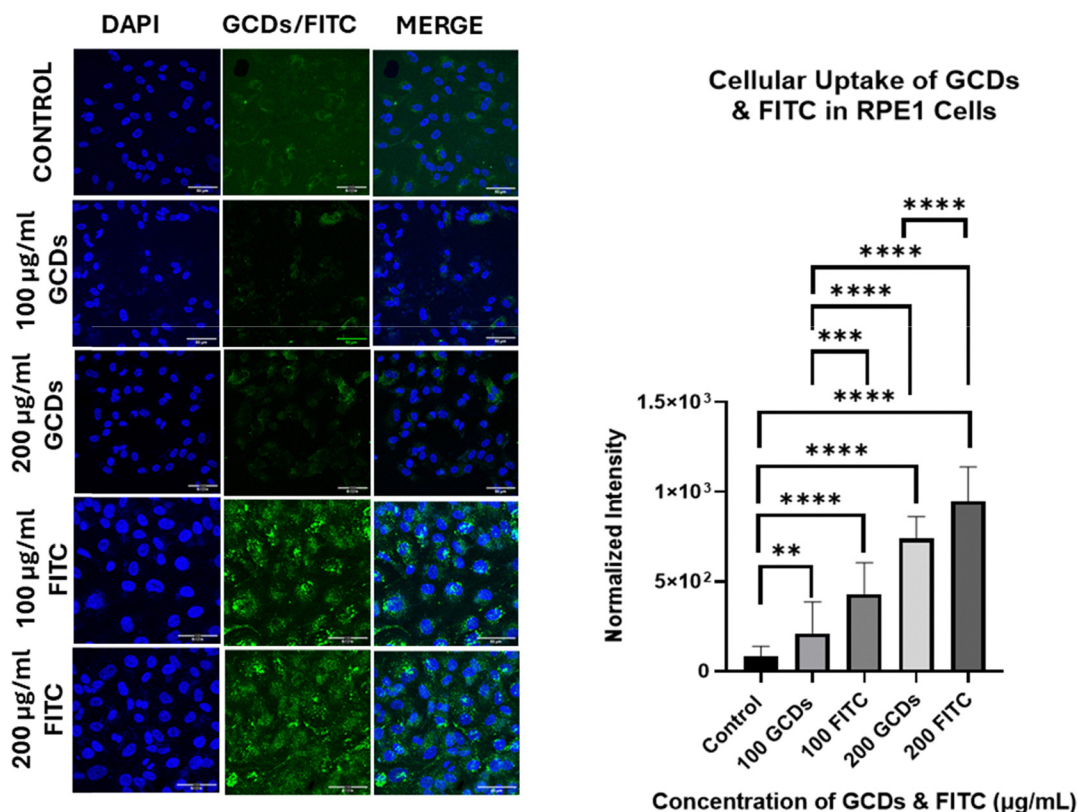 DAPI GCDs/FITC MERGE
CONTROL
100 µg/ml
GCDs
200 µg/ml
GCDs
100 µg/ml
FITC
200 µg/ml
FITC
Cellular Uptake of GCDs
& FITC in RPE1 Cells
****
****
****
***
****
****
****
**
Normalized Intensity
1.5×10³
1×10³
5×10²
0
Control
100 GCDs
100 FITC
200 GCDs
200 FITC
Concentration of GCDs & FITC (µg/mL)